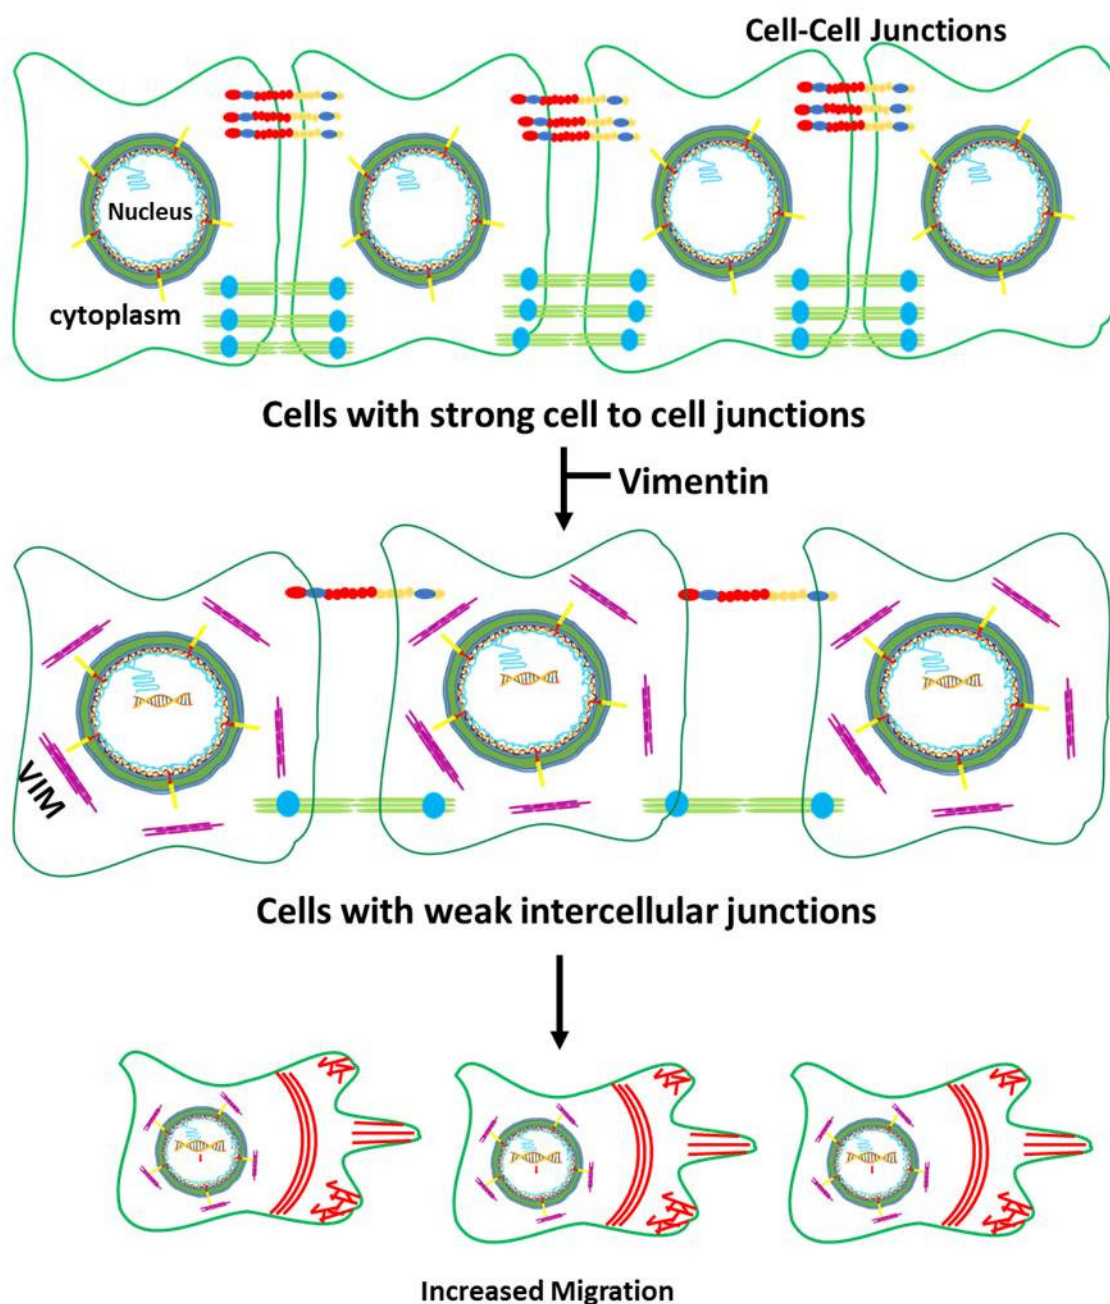 Cell-Cell Junctions
Nucleus
cytoplasm
Cells with strong cell to cell junctions
Vimentin
VIM
Cells with weak intercellular junctions
Increased Migration